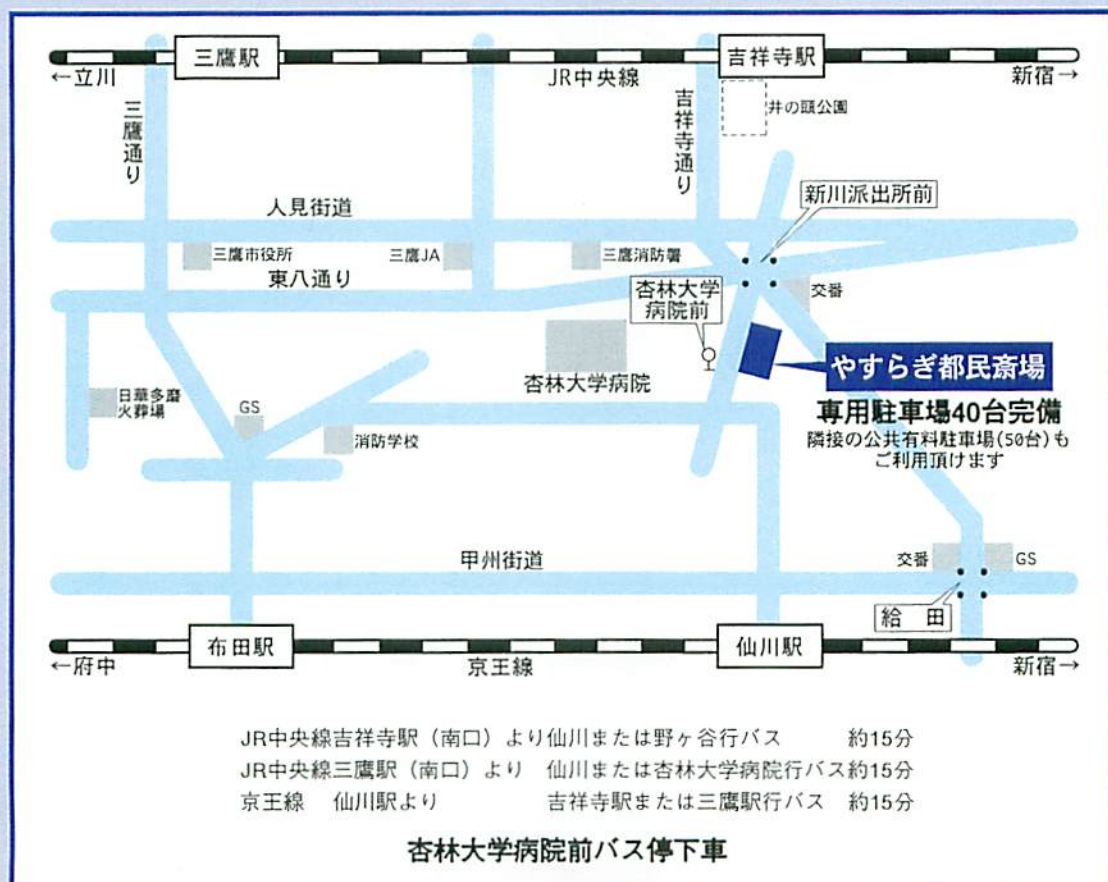 三鷹駅
吉祥寺駅
←立川
JR中央線
新宿→
三鷹通り
吉祥寺通り
井の頭公園
人見街道
新川派出所前
三鷹市役所
三鷹JA
三鷹消防署
東八通り
杏林大学
病院前
交番
やすらぎ都民斎場
杏林大学病院
専用駐車場40台完備
隣接の公共有料駐車場(50台)も
ご利用頂けます
日華多磨
火葬場
GS
消防学校
甲州街道
交番
GS
給 田
布田駅
仙川駅
←府中
京王線
新宿→
JR中央線吉祥寺駅（南口）より仙川または野ヶ谷行バス 約15分
JR中央線三鷹駅（南口）より 仙川または杏林大学病院行バス約15分
京王線 仙川駅より 吉祥寺駅または三鷹駅行バス 約15分
杏林大学病院前バス停下車